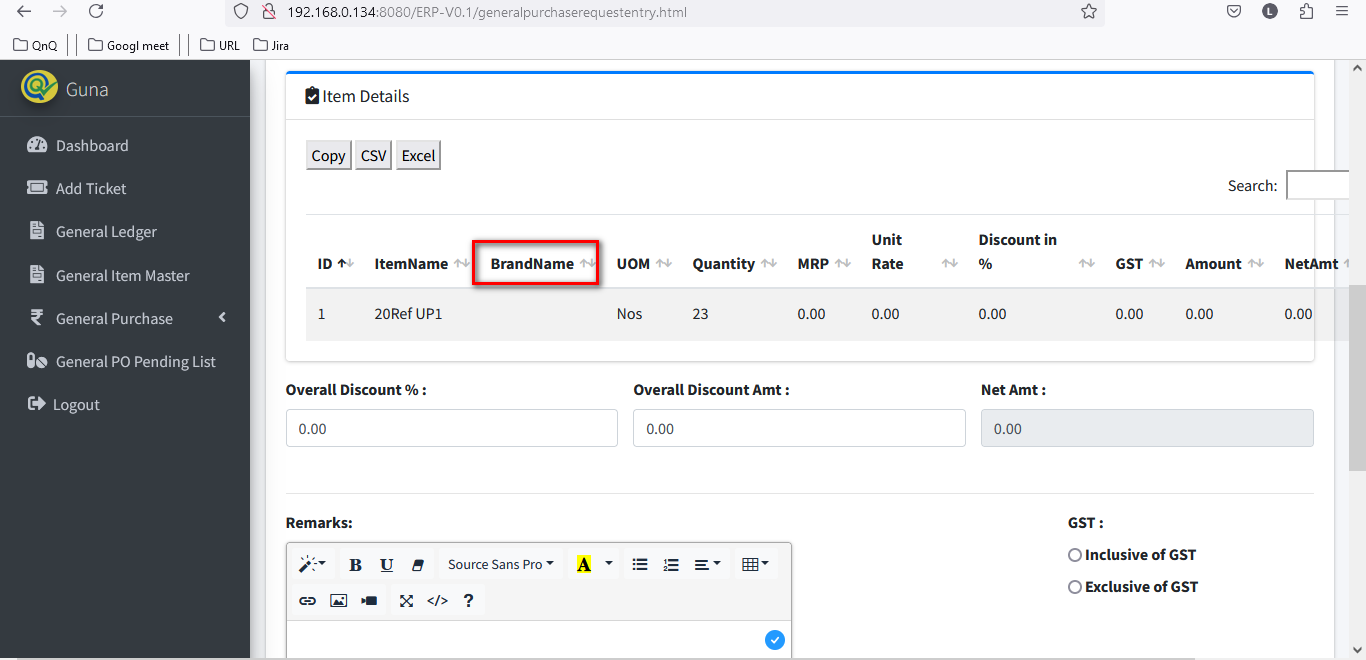 192.168.0.134:8080/ERP-V0.1/generalpurchaserequestentry.html
L
QnQ Googl meet URL Jira
Guna
Dashboard
Add Ticket
General Ledger
General Item Master
General Purchase
General PO Pending List
Logout
Item Details
Copy CSV Excel
Search:
ID ItemName BrandName UOM Quantity MRP Unit Rate Discount in % GST Amount NetAmt
1 20Ref UP1 Nos 23 0.00 0.00 0.00 0.00 0.00 0.00
Overall Discount % : Overall Discount Amt : Net Amt :
0.00 0.00 0.00
Remarks: GST :
B U Source Sans Pro A
</> ?
Inclusive of GST
Exclusive of GST